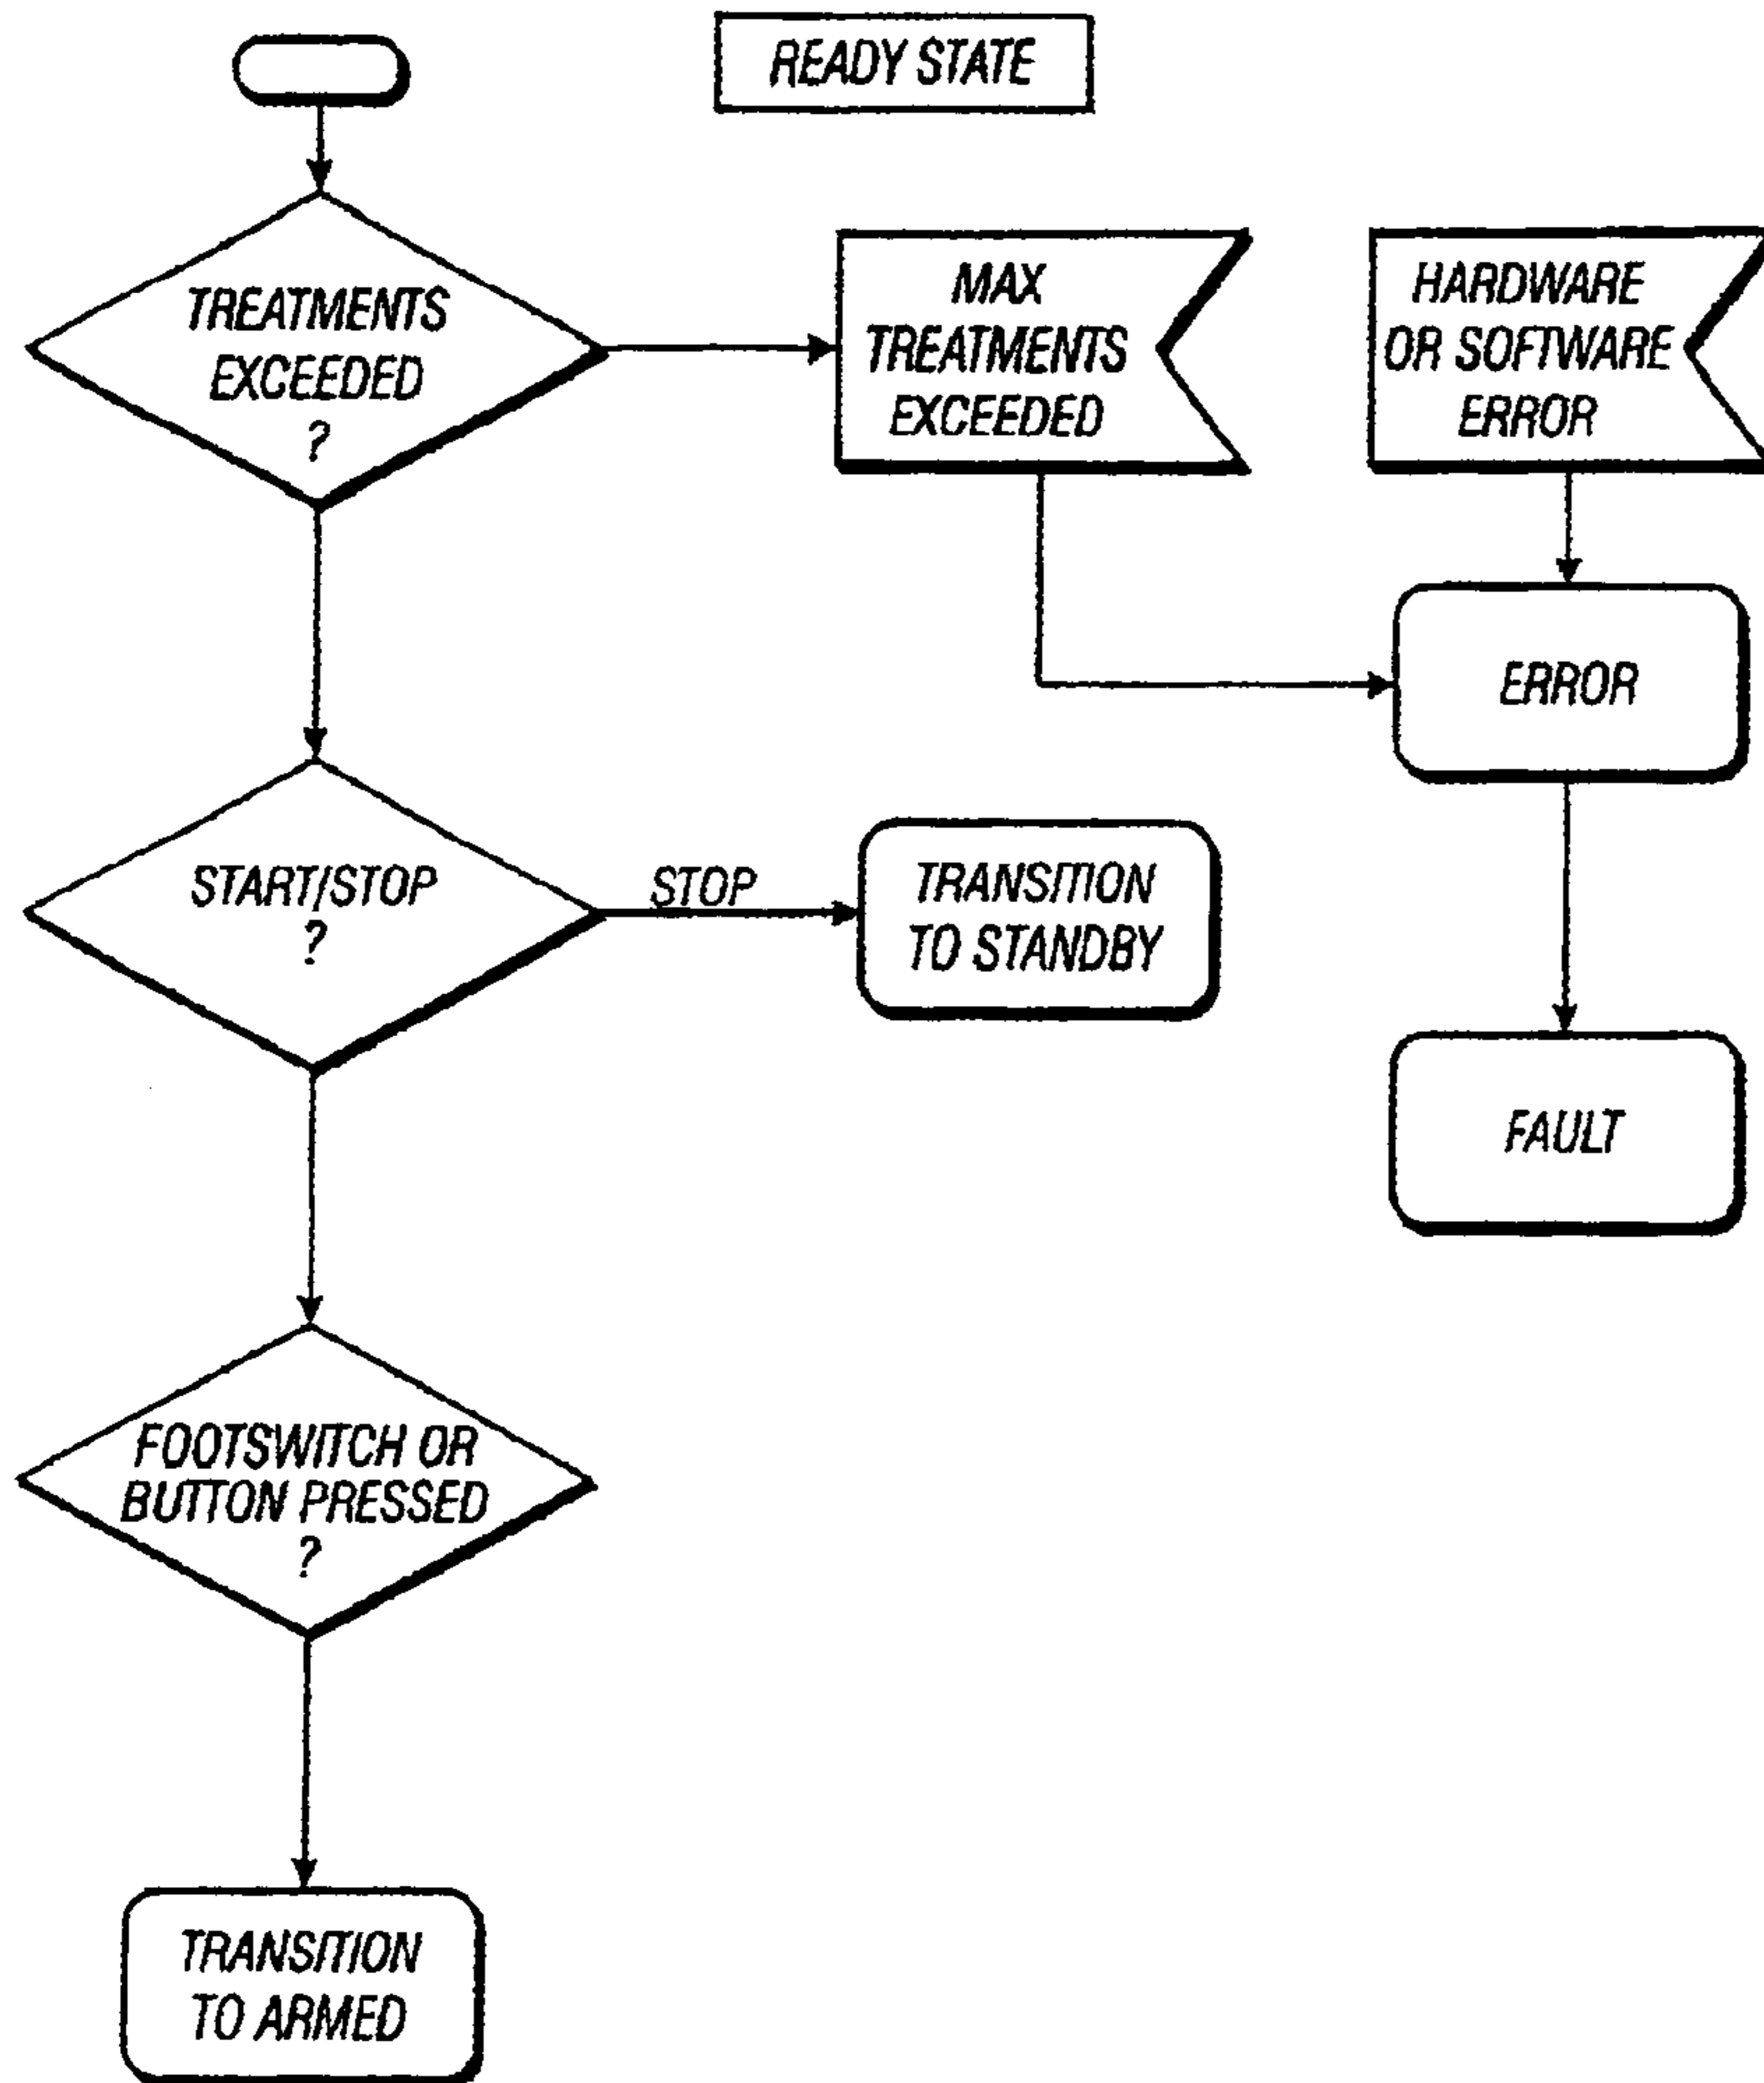 READY STATE
TREATMENTS
EXCEEDED
?
MAX
TREATMENTS
EXCEEDED
HARDWARE
OR SOFTWARE
ERROR
ERROR
START/STOP
?
STOP
TRANSITION
TO STANDBY
FAULT
FOOTSWITCH OR
BUTTON PRESSED
?
TRANSITION
TO ARMED